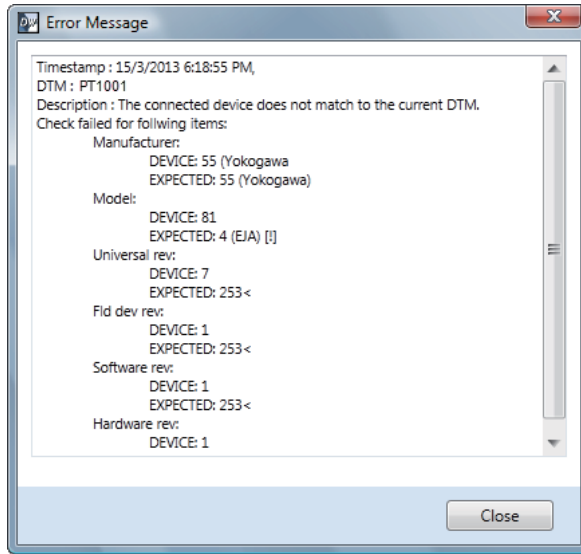 DW Error Message
Timestamp : 15/3/2013 6:18:55 PM,
DTM : PT1001
Description : The connected device does not match to the current DTM.
Check failed for follwing items:
Manufacturer:
DEVICE: 55 (Yokogawa
EXPECTED: 55 (Yokogawa)
Model:
DEVICE: 81
EXPECTED: 4 (EJA) [!]
Universal rev:
DEVICE: 7
EXPECTED: 253<
Fld dev rev:
DEVICE: 1
EXPECTED: 253<
Software rev:
DEVICE: 1
EXPECTED: 253<
Hardware rev:
DEVICE: 1
Close